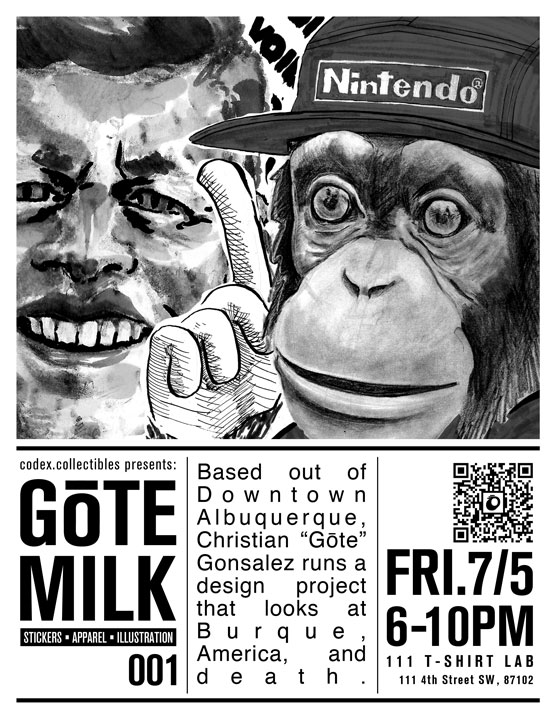 Nintendo®
codex.collectibles presents:
GōTE
MILK
STICKERS ▪ APPAREL ▪ ILLUSTRATION
001
Based out of
Downtown
Albuquerque,
Christian “Gōte”
Gonsalez runs a
design project
that looks at
Burque,
America, and
death.
FRI.7/5
6-10PM
111 T-SHIRT LAB
111 4th Street SW, 87102